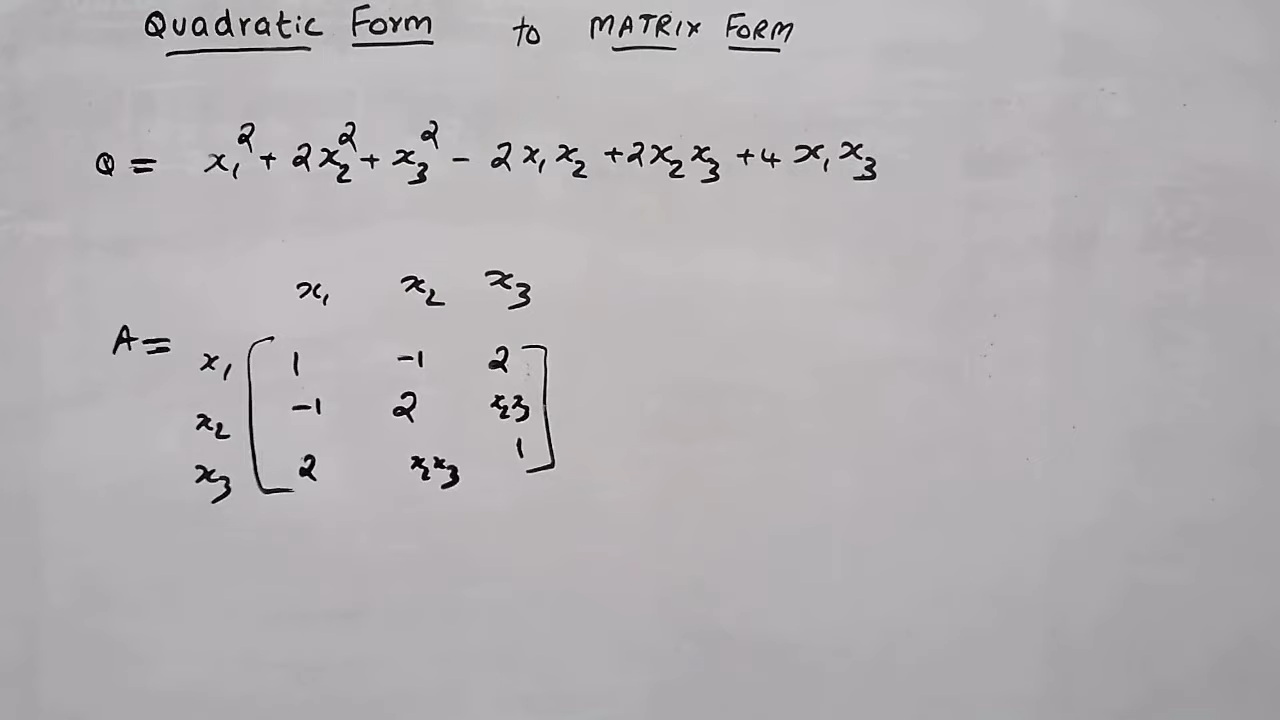 Quadratic Form to MATRIX FORM
Q = x₁² + 2x₂² + x₃² - 2x₁x₂ + 2x₂x₃ + 4x₁x₃
x₁ x₂ x₃
A =
x₁ 1 -1 2
x₂ -1 2 x₂x₃
x₃ 2 x₂x₃ 1